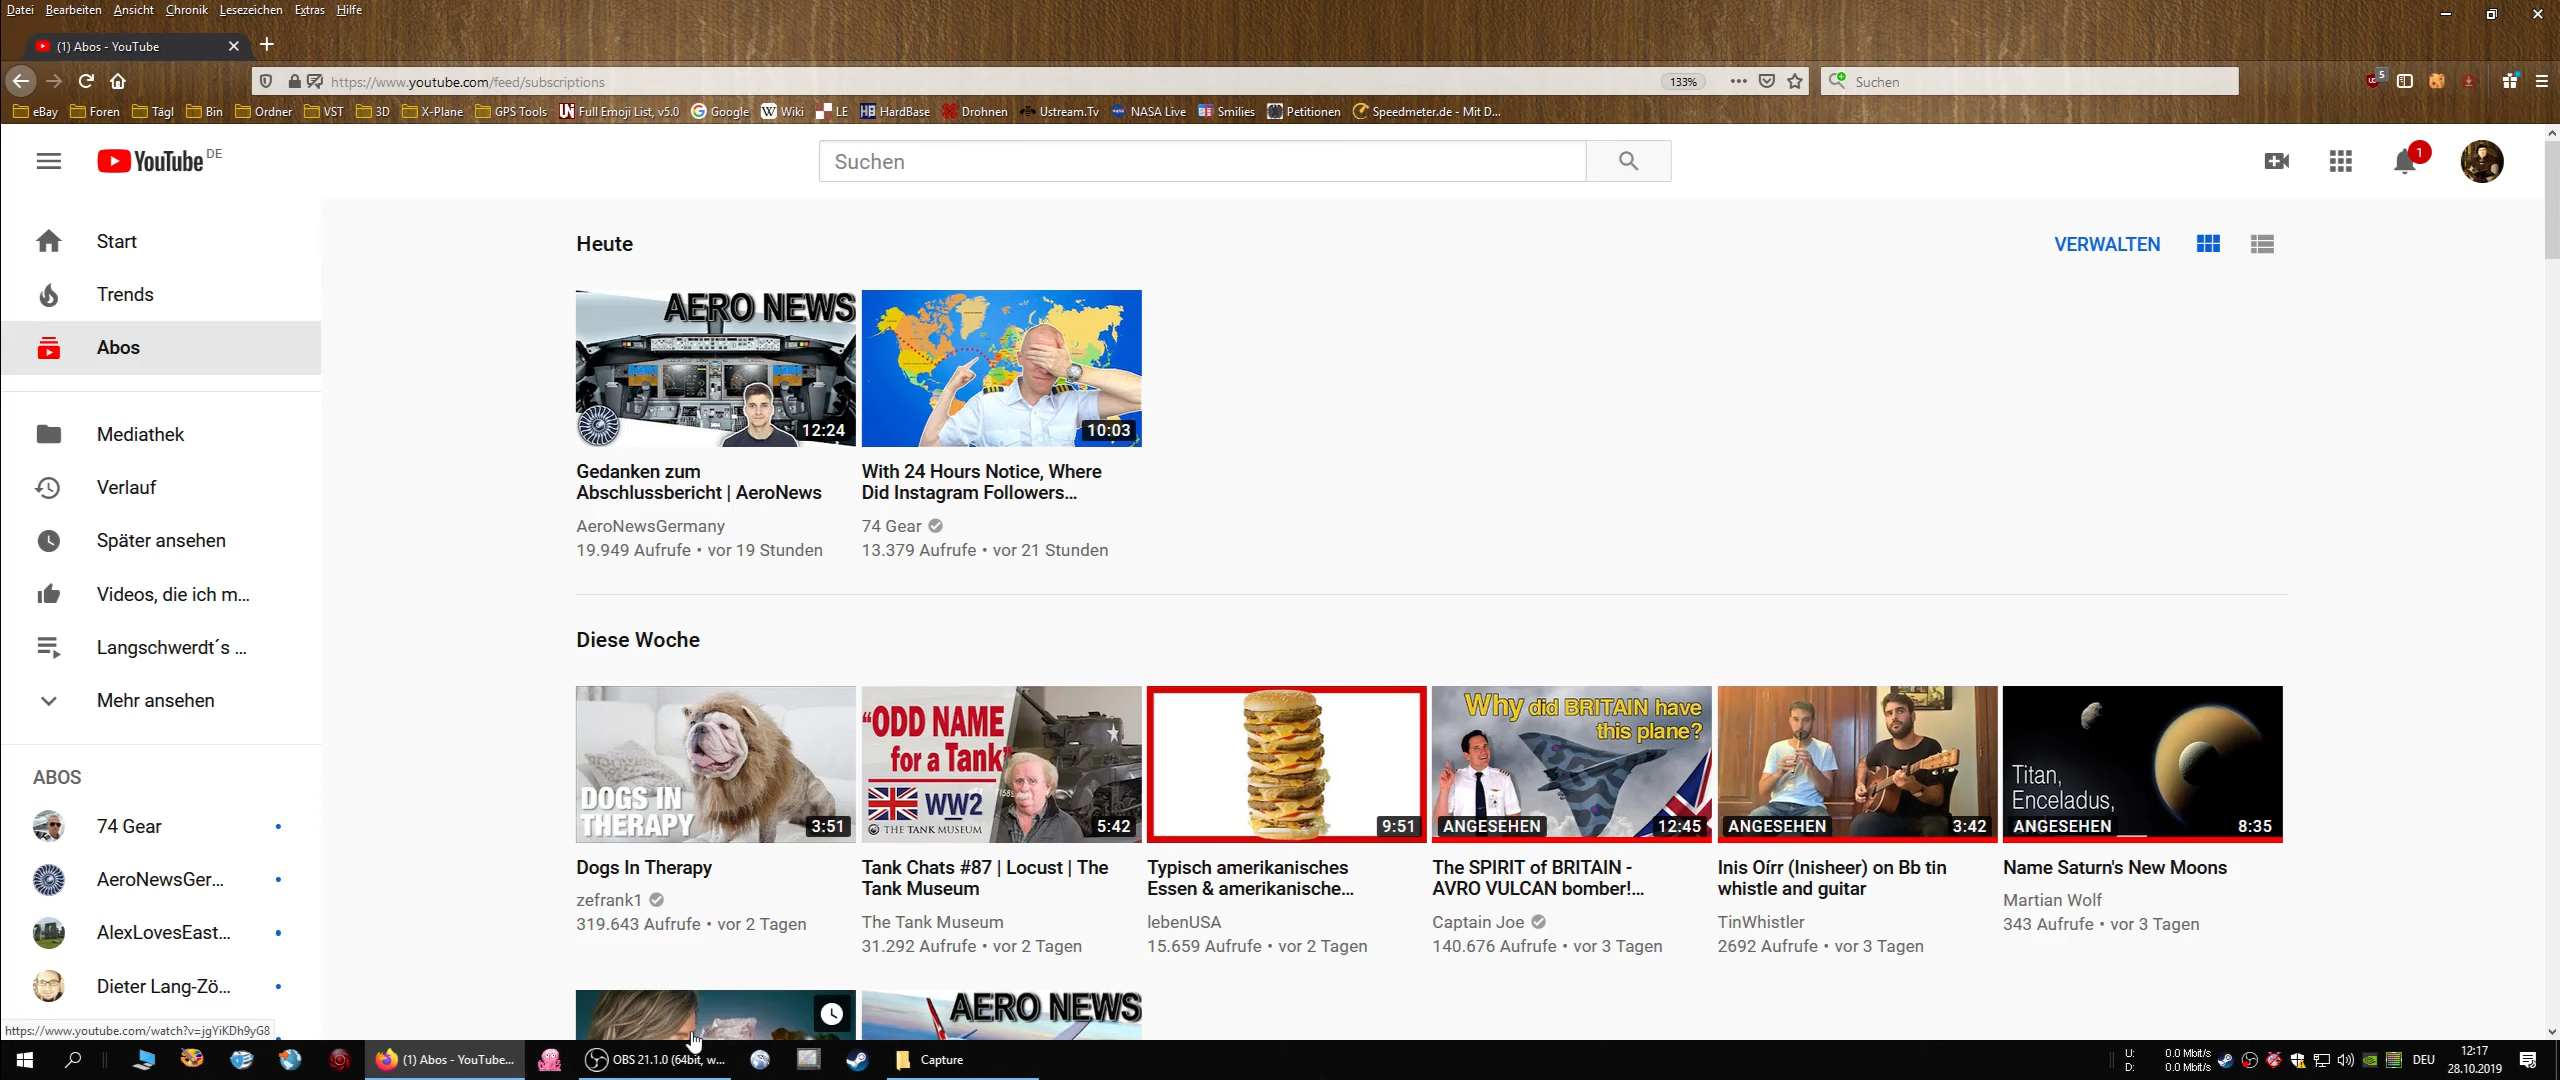 Datei Bearbeiten Ansicht Chronik Lesezeichen Extras Hilfe
(1) Abos - YouTube
https://www.youtube.com/feed/subscriptions
133%
Suchen
5
eBay Foren Tägl Bin Ordner VST 3D X-Plane GPS Tools Full Emoji List, v5.0 Google Wiki LE HardBase Drohnen Ustream.Tv NASA Live Smilies Petitionen Speedmeter.de - Mit D...
YouTube DE
Suchen
1
Start
Trends
Abos
Mediathek
Verlauf
Später ansehen
Videos, die ich m...
Langschwerdt´s ...
Mehr ansehen
ABOS
74 Gear
AeroNewsGer...
AlexLovesEast...
Dieter Lang-Zö...
Heute
VERWALTEN
AERO NEWS
12:24
10:03
Gedanken zum
Abschlussbericht | AeroNews
AeroNewsGermany
19.949 Aufrufe • vor 19 Stunden
With 24 Hours Notice, Where
Did Instagram Followers...
74 Gear
13.379 Aufrufe • vor 21 Stunden
Diese Woche
DOGS IN
THERAPY
3:51
Dogs In Therapy
zefrank1
319.643 Aufrufe • vor 2 Tagen
“ODD NAME
for a Tank”
WW2
THE TANK MUSEUM
5:42
Tank Chats #87 | Locust | The
Tank Museum
The Tank Museum
31.292 Aufrufe • vor 2 Tagen
9:51
Typisch amerikanisches
Essen & amerikanische...
lebenUSA
15.659 Aufrufe • vor 2 Tagen
Why did BRITAIN have
this plane?
ANGESEHEN
12:45
The SPIRIT of BRITAIN -
AVRO VULCAN bomber!...
Captain Joe
140.676 Aufrufe • vor 3 Tagen
ANGESEHEN
3:42
Inis Oírr (Inisheer) on Bb tin
whistle and guitar
TinWhistler
2692 Aufrufe • vor 3 Tagen
Titan,
Enceladus,
ANGESEHEN
8:35
Name Saturn's New Moons
Martian Wolf
343 Aufrufe • vor 3 Tagen
AERO NEWS
https://www.youtube.com/watch?v=jgYiKDh9yG8
(1) Abos - YouTube...
OBS 21.1.0 (64bit, w...
Capture
U: 0.0 Mbit/s
D: 0.0 Mbit/s
DEU
12:17
28.10.2019